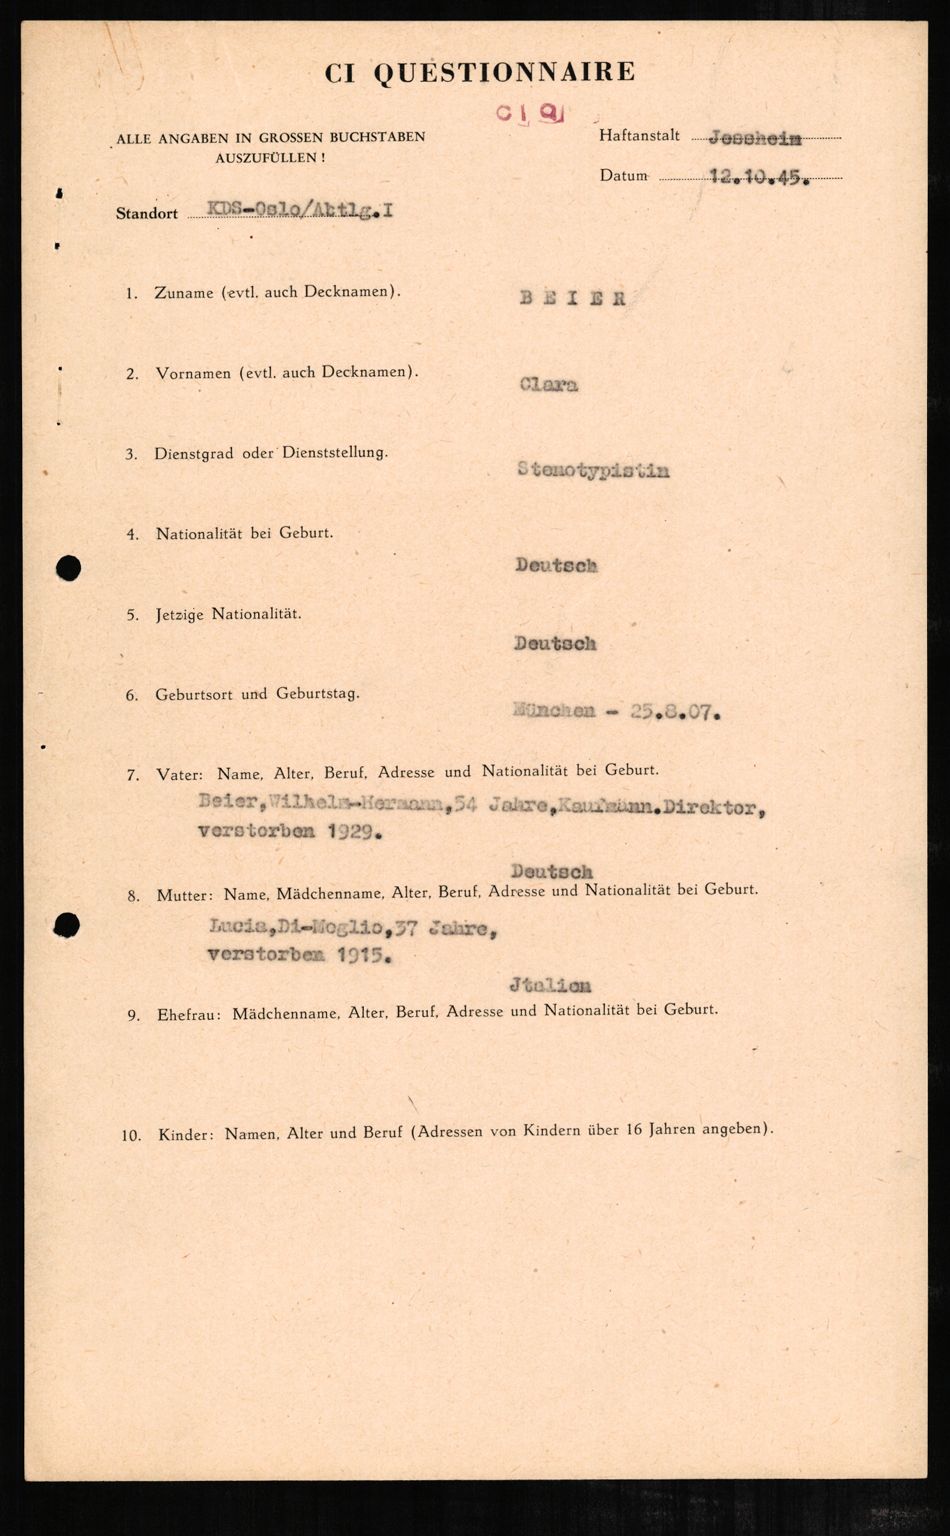 CI QUESTIONNAIRE
ALLE ANGABEN IN GROSSEN BUCHSTABEN
AUSZUFÜLLEN !
Haftanstalt Jessheim
Datum 12.10.45.
Standort KDS-Oslo/Abtlg.I
1. Zuname (evtl. auch Decknamen).
B E I E R
2. Vornamen (evtl. auch Decknamen).
Clara
3. Dienstgrad oder Dienststellung.
Stenotypistin
4. Nationalität bei Geburt.
Deutsch
5. Jetzige Nationalität.
Deutsch
6. Geburtsort und Geburtstag.
München - 25.8.07.
7. Vater: Name, Alter, Beruf, Adresse und Nationalität bei Geburt.
Beier,Wilhelm-Hermann,54 Jahre,Kaufmänn.Direktor,
verstorben 1929.
Deutsch
8. Mutter: Name, Mädchenname, Alter, Beruf, Adresse und Nationalität bei Geburt.
Lucia,Di-Moglio,37 Jahre,
verstorben 1915.
Jtalien
9. Ehefrau: Mädchenname, Alter, Beruf, Adresse und Nationalität bei Geburt.
10. Kinder: Namen, Alter und Beruf (Adressen von Kindern über 16 Jahren angeben).